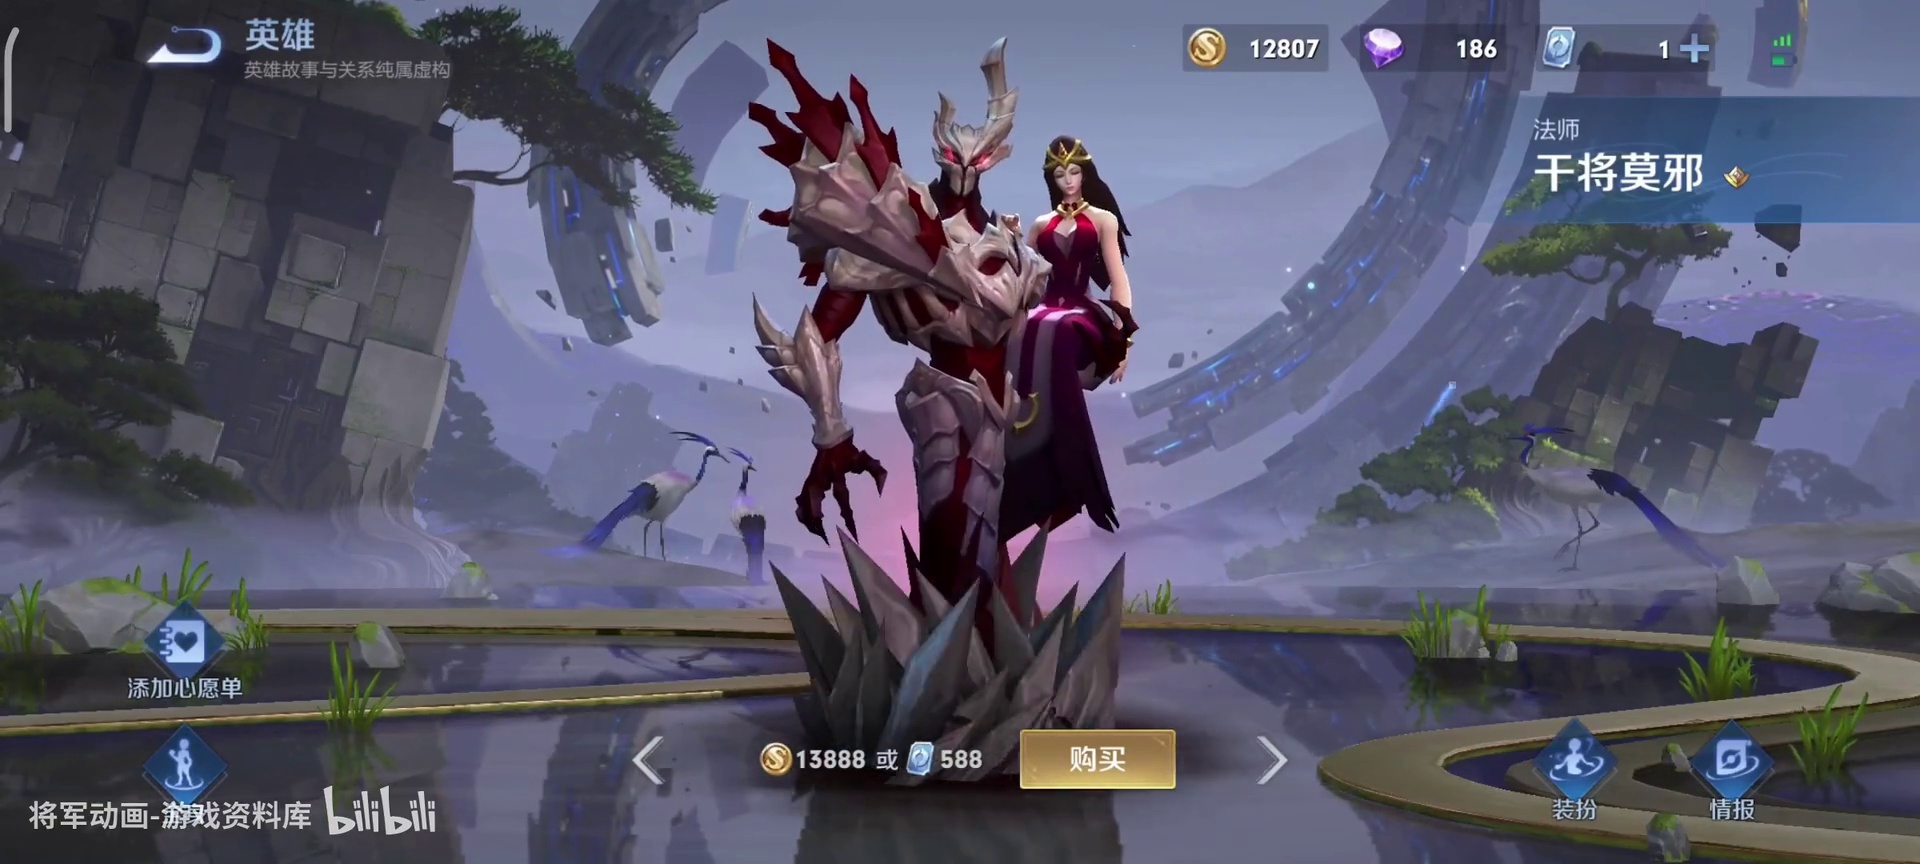 英雄
英雄故事与关系纯属虚构
12807
186
1
法师
干将莫邪
添加心愿单
13888 或 588
购买
装扮
情报
将军动画-游戏资料库 bilibili